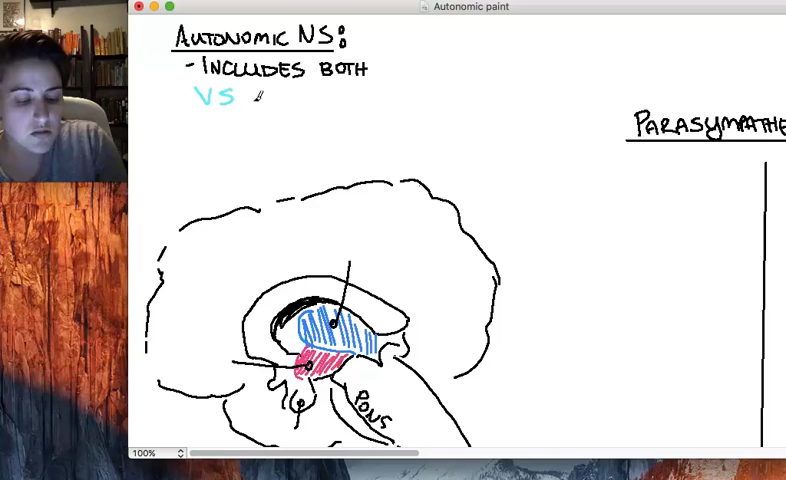 Autonomic paint
AUTONOMIC NS:
- INCLUDES BOTH
VS
PARASYMPATHE
PONS
100%